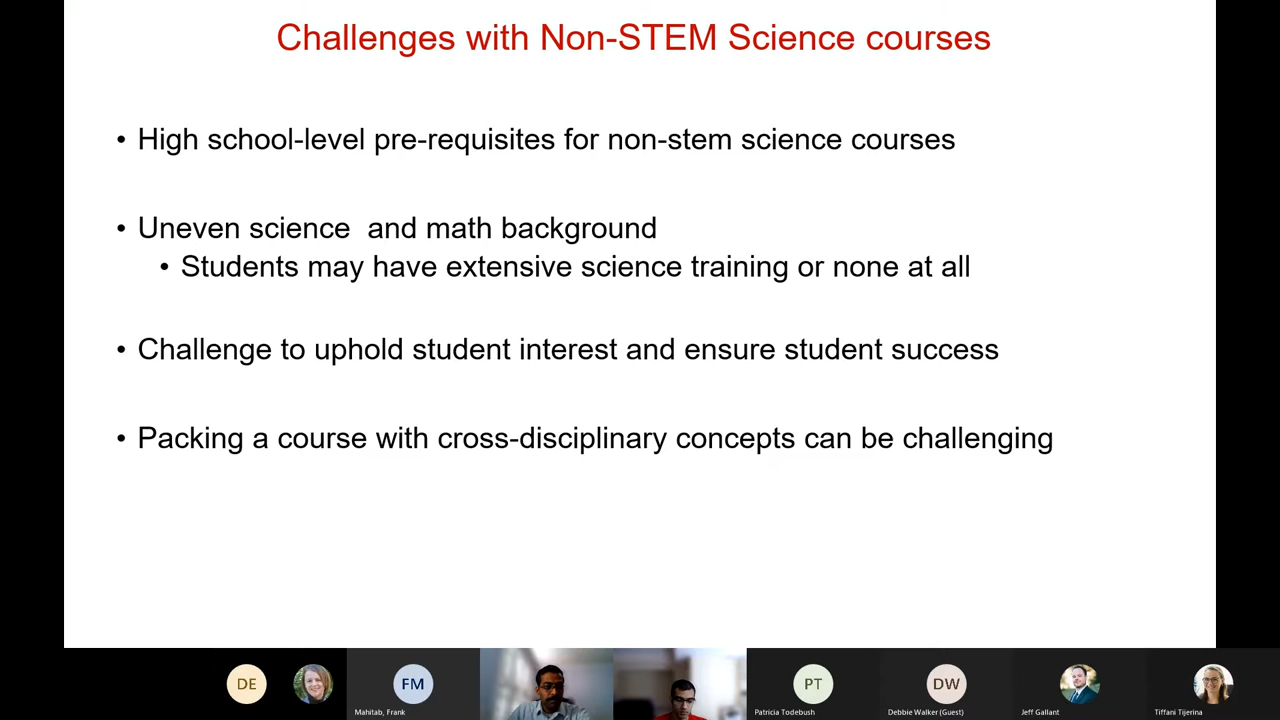 Challenges with Non-STEM Science courses
• High school-level pre-requisites for non-stem science courses
• Uneven science and math background
• Students may have extensive science training or none at all
• Challenge to uphold student interest and ensure student success
• Packing a course with cross-disciplinary concepts can be challenging
DE
FM
PT
DW
Mahitab, Frank
Patricia Todebush
Debbie Walker (Guest)
Jeff Gallant
Tiffani Tijerina